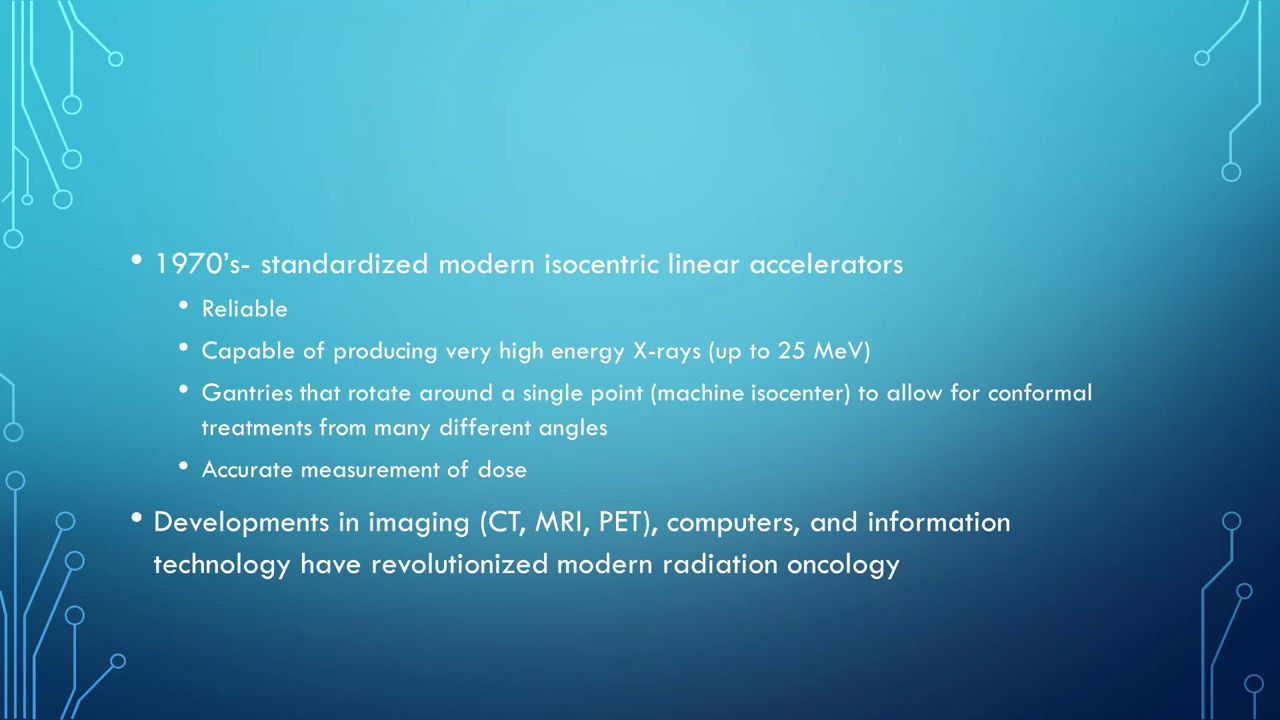 • 1970’s- standardized modern isocentric linear accelerators
• Reliable
• Capable of producing very high energy X-rays (up to 25 MeV)
• Gantries that rotate around a single point (machine isocenter) to allow for conformal
treatments from many different angles
• Accurate measurement of dose
• Developments in imaging (CT, MRI, PET), computers, and information
technology have revolutionized modern radiation oncology